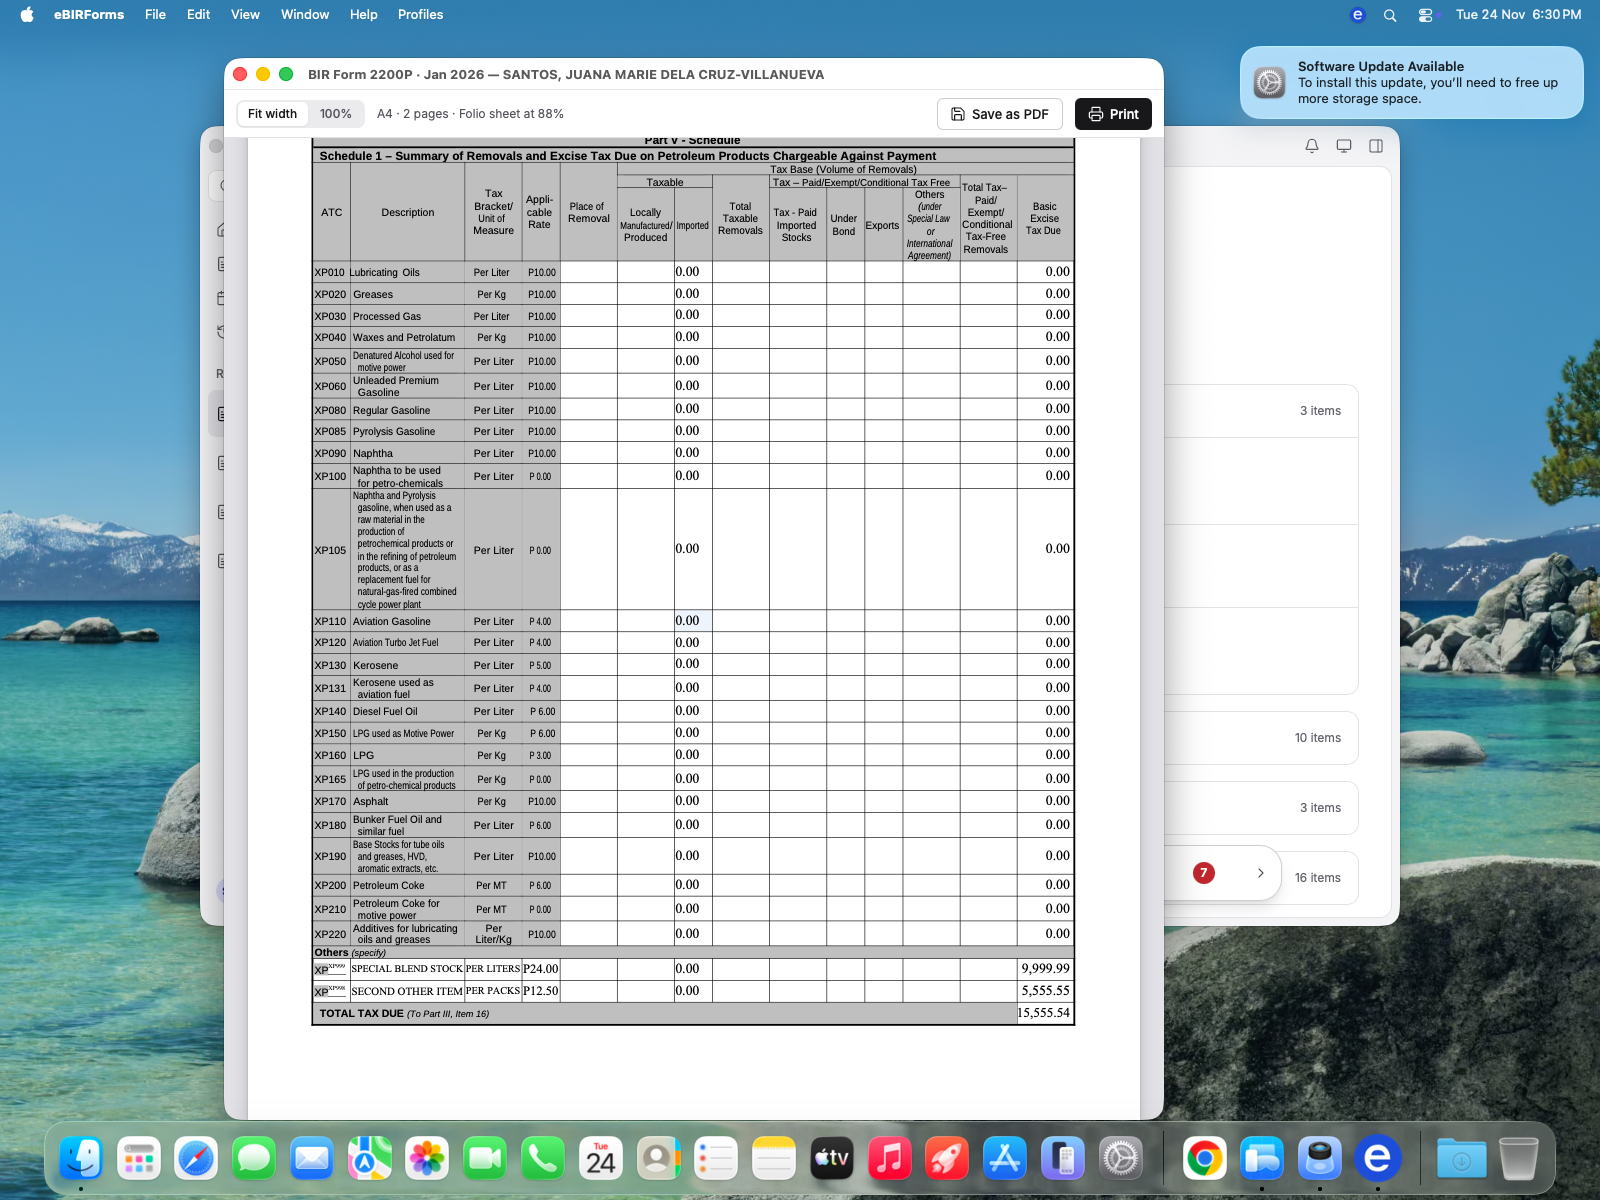 eBIRForms File Edit View Window Help Profiles
e Tue 24 Nov 6:30 PM
Software Update Available
To install this update, you'll need to free up
more storage space.
BIR Form 2200P · Jan 2026 — SANTOS, JUANA MARIE DELA CRUZ-VILLANUEVA
Fit width 100% A4 · 2 pages · Folio sheet at 88% Save as PDF Print
Part V - Schedule
Schedule 1 – Summary of Removals and Excise Tax Due on Petroleum Products Chargeable Against Payment
Tax Base (Volume of Removals)
Taxable Tax – Paid/Exempt/Conditional Tax Free
ATC
Description
Tax
Bracket/
Unit of
Measure
Appli-
cable
Rate
Place of
Removal
Locally
Manufactured/
Produced
Imported
Total
Taxable
Removals
Tax - Paid
Imported
Stocks
Under
Bond
Exports
Others
(under
Special Law
or
International
Agreement)
Total Tax–
Paid/
Exempt/
Conditional
Tax-Free
Removals
Basic
Excise
Tax Due
XP010 Lubricating Oils Per Liter P10.00 0.00 0.00
XP020 Greases Per Kg P10.00 0.00 0.00
XP030 Processed Gas Per Liter P10.00 0.00 0.00
XP040 Waxes and Petrolatum Per Kg P10.00 0.00 0.00
XP050 Denatured Alcohol used for
motive power Per Liter P10.00 0.00 0.00
XP060 Unleaded Premium
Gasoline Per Liter P10.00 0.00 0.00
XP080 Regular Gasoline Per Liter P10.00 0.00 0.00
XP085 Pyrolysis Gasoline Per Liter P10.00 0.00 0.00
XP090 Naphtha Per Liter P10.00 0.00 0.00
XP100 Naphtha to be used
for petro-chemicals Per Liter P 0.00 0.00 0.00
Naphtha and Pyrolysis
gasoline, when used as a
raw material in the
production of
petrochemical products or
XP105 in the refining of petroleum Per Liter P 0.00 0.00 0.00
products, or as a
replacement fuel for
natural-gas-fired combined
cycle power plant
XP110 Aviation Gasoline Per Liter P 4.00 0.00 0.00
XP120 Aviation Turbo Jet Fuel Per Liter P 4.00 0.00 0.00
XP130 Kerosene Per Liter P 5.00 0.00 0.00
XP131 Kerosene used as
aviation fuel Per Liter P 4.00 0.00 0.00
XP140 Diesel Fuel Oil Per Liter P 6.00 0.00 0.00
XP150 LPG used as Motive Power Per Kg P 6.00 0.00 0.00
XP160 LPG Per Kg P 3.00 0.00 0.00
XP165 LPG used in the production
of petro-chemical products Per Kg P 0.00 0.00 0.00
XP170 Asphalt Per Kg P10.00 0.00 0.00
XP180 Bunker Fuel Oil and
similar fuel Per Liter P 6.00 0.00 0.00
Base Stocks for tube oils
XP190 and greases, HVD, Per Liter P10.00 0.00 0.00
aromatic extracts, etc.
XP200 Petroleum Coke Per MT P 6.00 0.00 0.00
XP210 Petroleum Coke for
motive power Per MT P 0.00 0.00 0.00
XP220 Additives for lubricating
oils and greases Per
Liter/Kg P10.00 0.00 0.00
Others (specify)
XP XP999 SPECIAL BLEND STOCK PER LITERS P24.00 0.00 9,999.99
XP XP998 SECOND OTHER ITEM PER PACKS P12.50 0.00 5,555.55
TOTAL TAX DUE (To Part III, Item 16) 15,555.54
R
3 items
10 items
3 items
7
16 items
Tue
24
tv
e